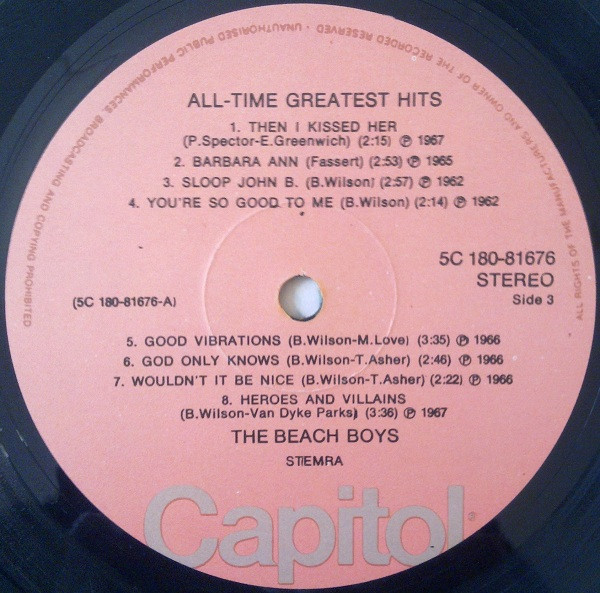 ALL RIGHTS OF THE MANUFACTURERS AND OWNER OF THE RECORDED RESERVED - UNAUTHORISED PUBLIC PERFORMANCES BROADCASTING AND COPYING PROHIBITED
ALL-TIME GREATEST HITS
1. THEN I KISSED HER
(P.Spector-E.Greenwich) (2:15) ℗ 1967
2. BARBARA ANN (Fassert) (2:53) ℗ 1965
3. SLOOP JOHN B. (B.Wilson) (2:57) ℗ 1962
4. YOU'RE SO GOOD TO ME (B.Wilson) (2:14) ℗ 1962
5C 180-81676
STEREO
(5C 180-81676-A)
Side 3
5. GOOD VIBRATIONS (B.Wilson-M.Love) (3:35) ℗ 1966
6. GOD ONLY KNOWS (B.Wilson-T.Asher) (2:46) ℗ 1966
7. WOULDN'T IT BE NICE (B.Wilson-T.Asher) (2:22) ℗ 1966
8. HEROES AND VILLAINS
(B.Wilson-Van Dyke Parks) (3:36) ℗ 1967
THE BEACH BOYS
STEMRA
Capitol